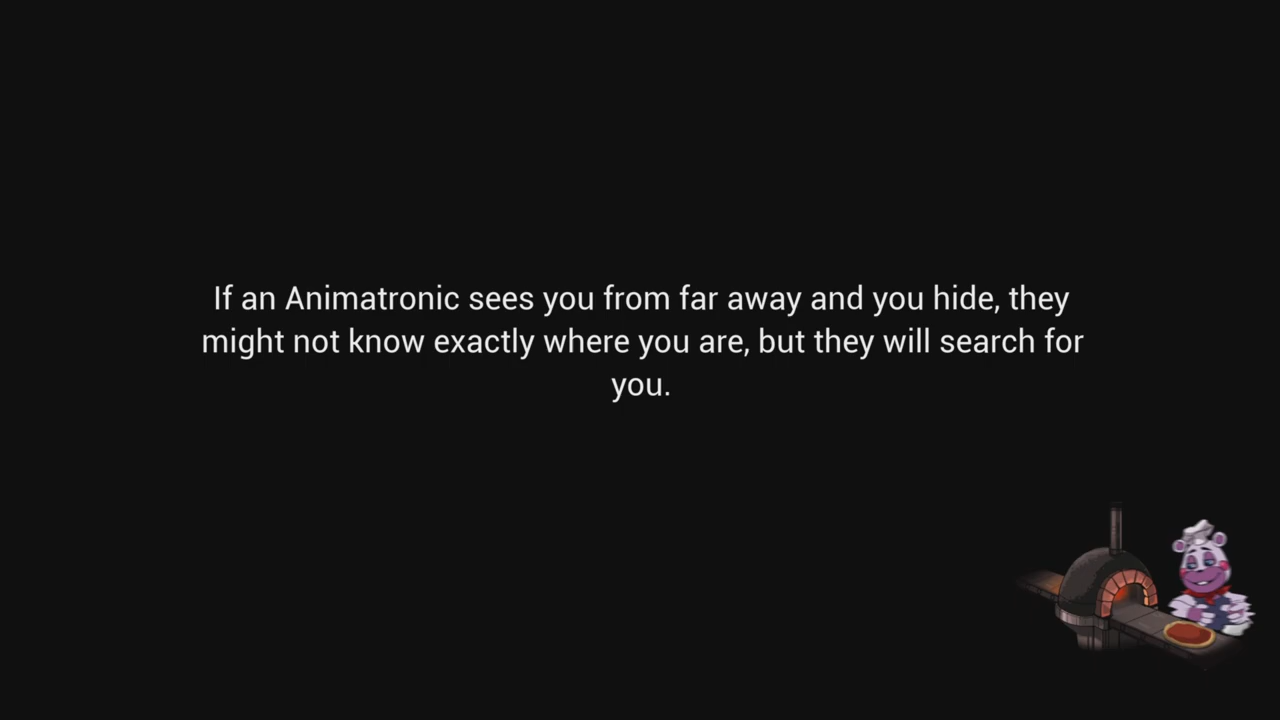 If an Animatronic sees you from far away and you hide, they
might not know exactly where you are, but they will search for
you.